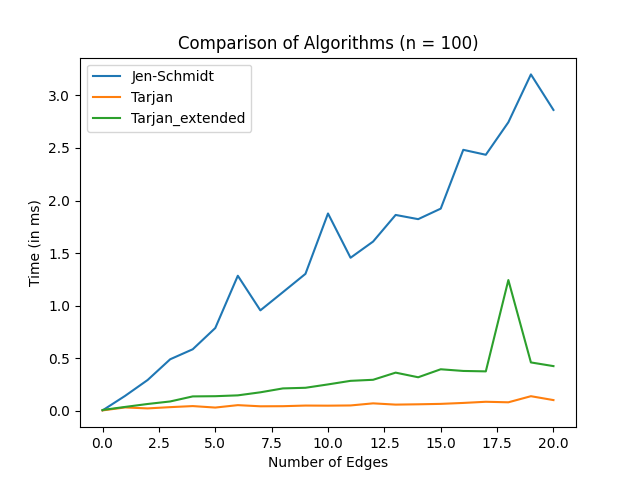 Comparison of Algorithms (n = 100)
Jen-Schmidt
Tarjan
Tarjan_extended
Time (in ms)
3.0
2.5
2.0
1.5
1.0
0.5
0.0
0.0 2.5 5.0 7.5 10.0 12.5 15.0 17.5 20.0
Number of Edges